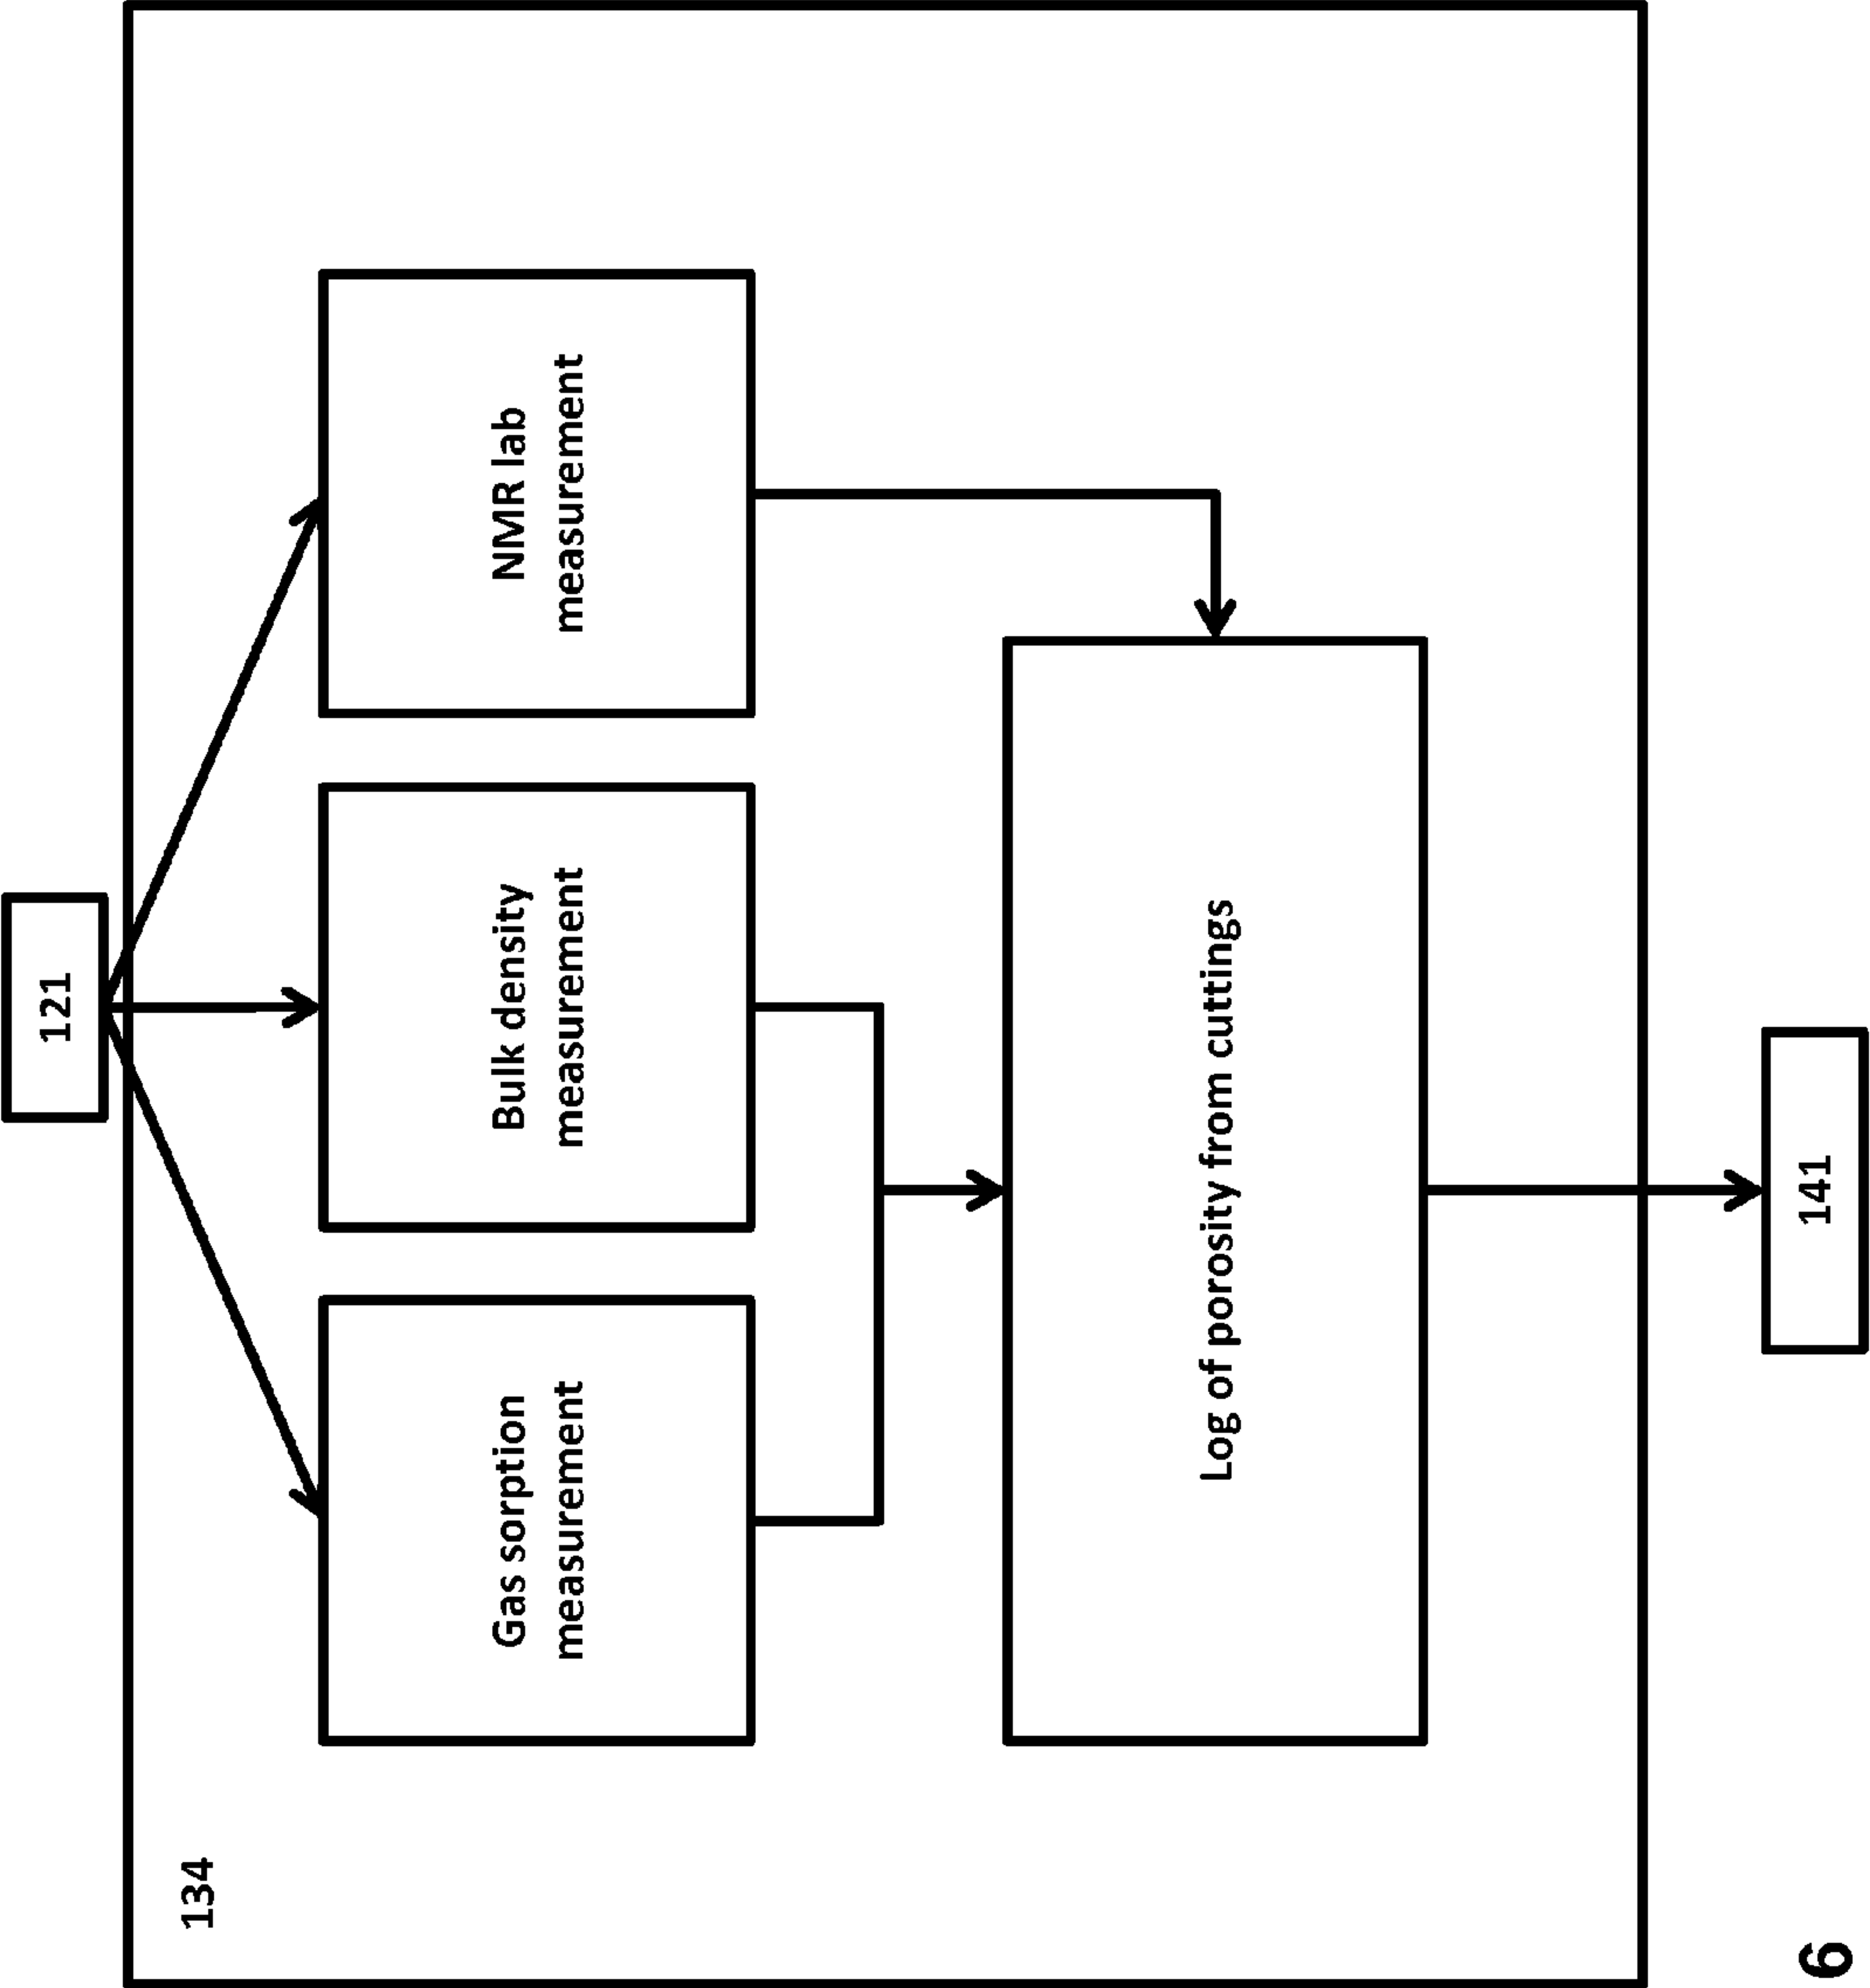 121
134
Gas sorption
measurement
Bulk density
measurement
NMR lab
measurement
Log of porosity from cuttings
141
6